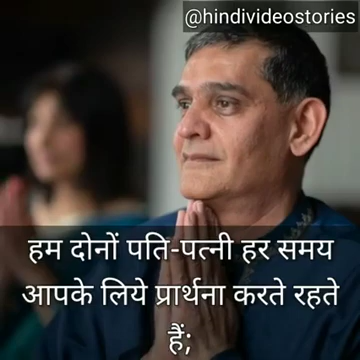 @hindivideostories
हम दोनों पति-पत्नी हर समय
आपके लिये प्रार्थना करते रहते
हैं;